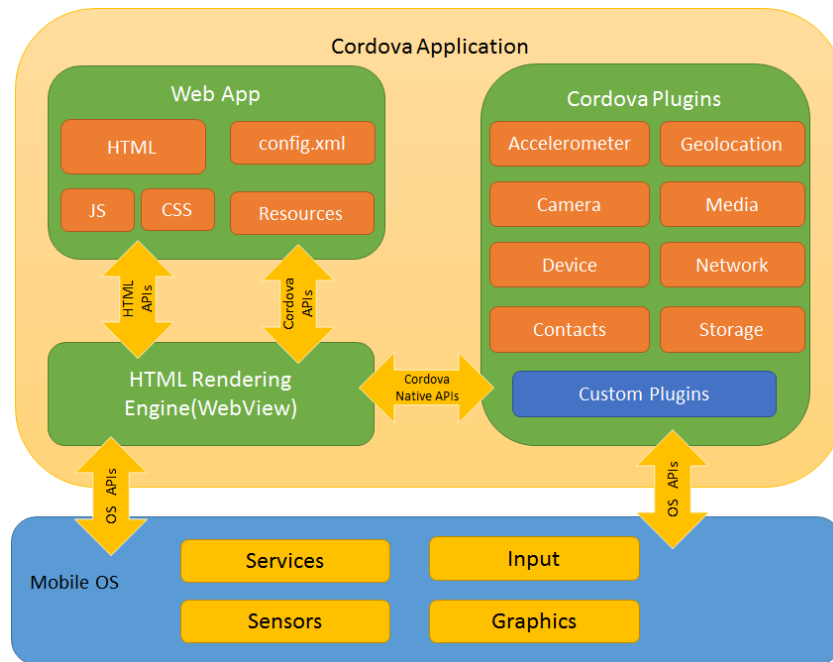 Cordova Application
Web App
HTML
config.xml
JS
CSS
Resources
HTML
APIs
Cordova
APIs
HTML Rendering
Engine(WebView)
Cordova
Native APIs
Cordova Plugins
Accelerometer
Geolocation
Camera
Media
Device
Network
Contacts
Storage
Custom Plugins
OS APIs
OS APIs
Mobile OS
Services
Input
Sensors
Graphics